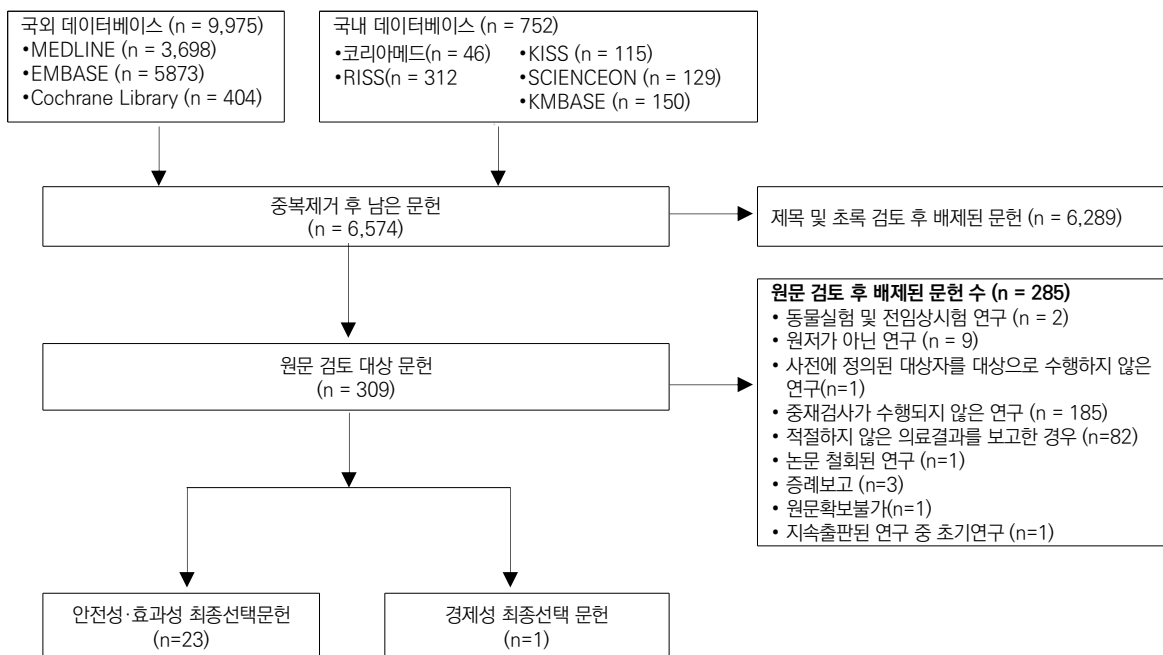 국외 데이터베이스 (n = 9,975)
•MEDLINE (n = 3,698)
•EMBASE (n = 5873)
•Cochrane Library (n = 404)
국내 데이터베이스 (n = 752)
•코리아메드(n = 46)
•RISS(n = 312
•KISS (n = 115)
•SCIENCEON (n = 129)
•KMBASE (n = 150)
중복제거 후 남은 문헌
(n = 6,574)
제목 및 초록 검토 후 배제된 문헌 (n = 6,289)
원문 검토 대상 문헌
(n = 309)
원문 검토 후 배제된 문헌 수 (n = 285)
• 동물실험 및 전임상시험 연구 (n = 2)
• 원저가 아닌 연구 (n = 9)
• 사전에 정의된 대상자를 대상으로 수행하지 않은
연구(n=1)
• 중재검사가 수행되지 않은 연구 (n = 185)
• 적절하지 않은 의료결과를 보고한 경우 (n=82)
• 논문 철회된 연구 (n=1)
• 증례보고 (n=3)
• 원문확보불가(n=1)
• 지속출판된 연구 중 초기연구 (n=1)
안전성·효과성 최종선택문헌
(n=23)
경제성 최종선택 문헌
(n=1)